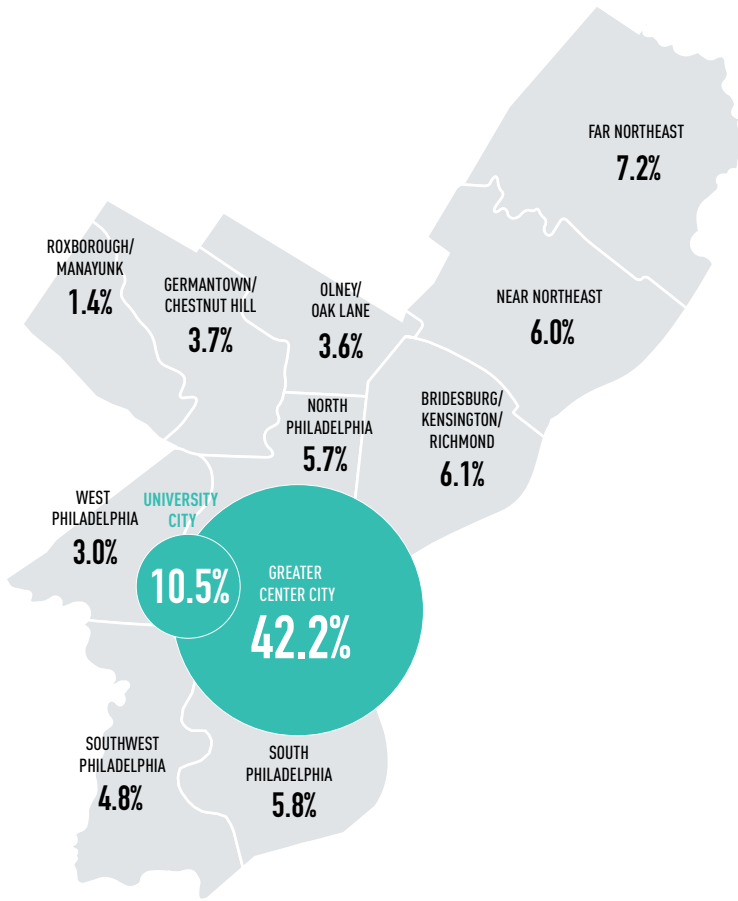 FAR NORTHEAST
7.2%
ROXBOROUGH/
MANAYUNK
1.4%
GERMANTOWN/
CHESTNUT HILL
3.7%
OLNEY/
OAK LANE
3.6%
NEAR NORTHEAST
6.0%
NORTH
PHILADELPHIA
5.7%
BRIDESBURG/
KENSINGTON/
RICHMOND
6.1%
WEST
PHILADELPHIA
3.0%
UNIVERSITY
CITY
10.5%
GREATER
CENTER CITY
42.2%
SOUTHWEST
PHILADELPHIA
4.8%
SOUTH
PHILADELPHIA
5.8%